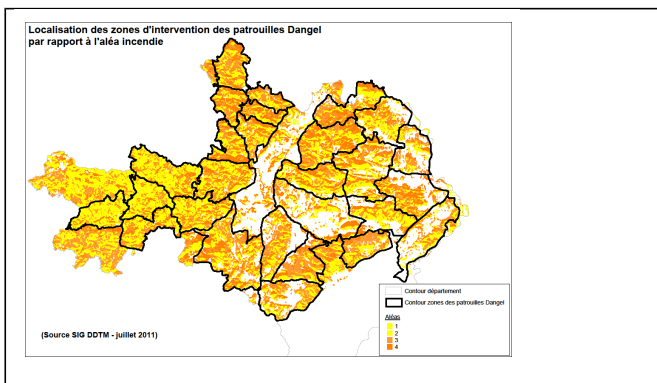 Localisation des zones d'intervention des patrouilles Dangel
par rapport à l'aléa incendie
Contour département
Contour zones des patrouilles Dangel
Aléas
1
2
3
4
(Source SIG DDTM - juillet 2011)